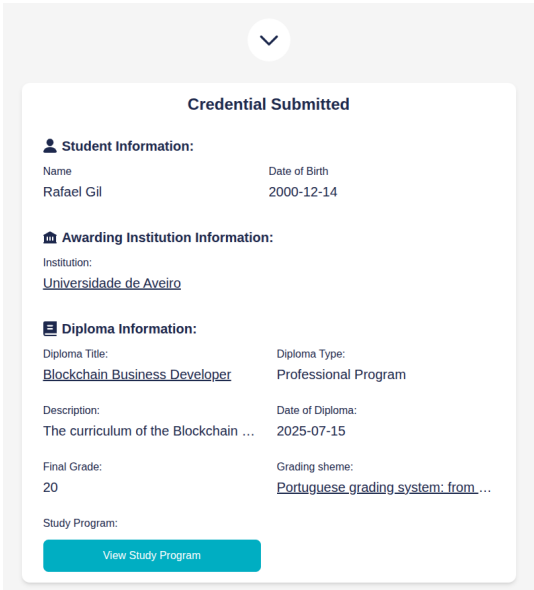 Credential Submitted
Student Information:
Name
Date of Birth
Rafael Gil
2000-12-14
Awarding Institution Information:
Institution:
Universidade de Aveiro
Diploma Information:
Diploma Title:
Diploma Type:
Blockchain Business Developer
Professional Program
Description:
Date of Diploma:
The curriculum of the Blockchain ...
2025-07-15
Final Grade:
Grading sheme:
20
Portuguese grading system: from ...
Study Program:
View Study Program